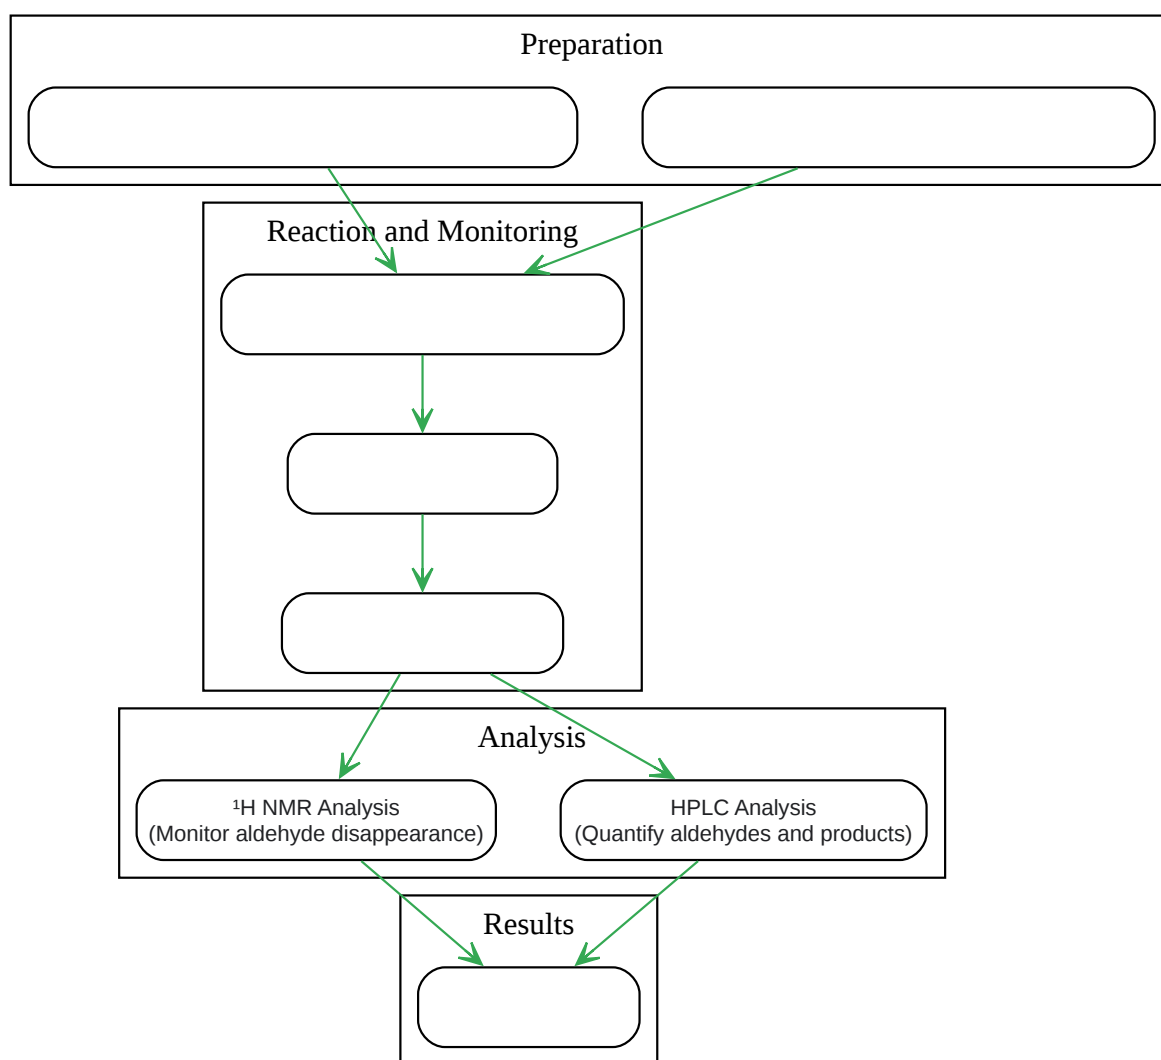 Preparation
Reaction and Monitoring
Analysis
¹H NMR Analysis
(Monitor aldehyde disappearance)
HPLC Analysis
(Quantify aldehydes and products)
Results